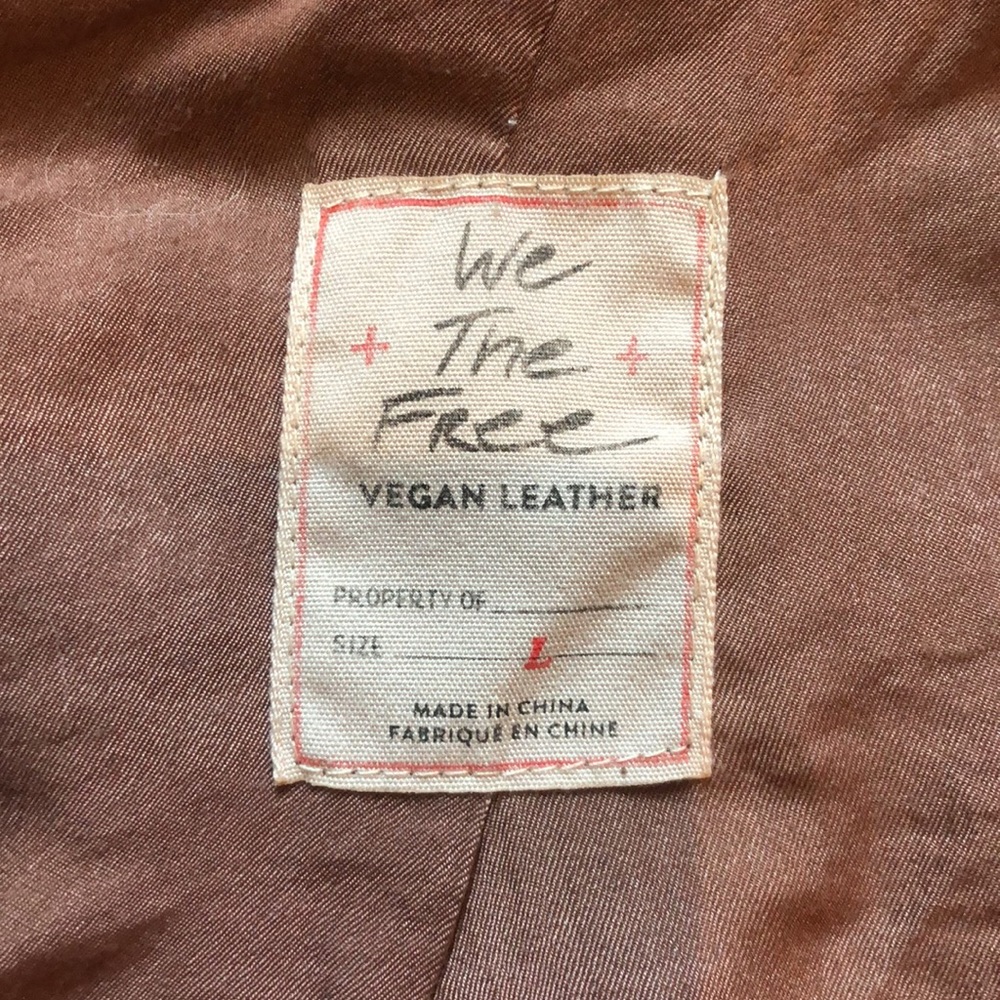 We
+ The +
Free
VEGAN LEATHER
PROPERTY OF
SIZE L
MADE IN CHINA
FABRIQUÉ EN CHINE